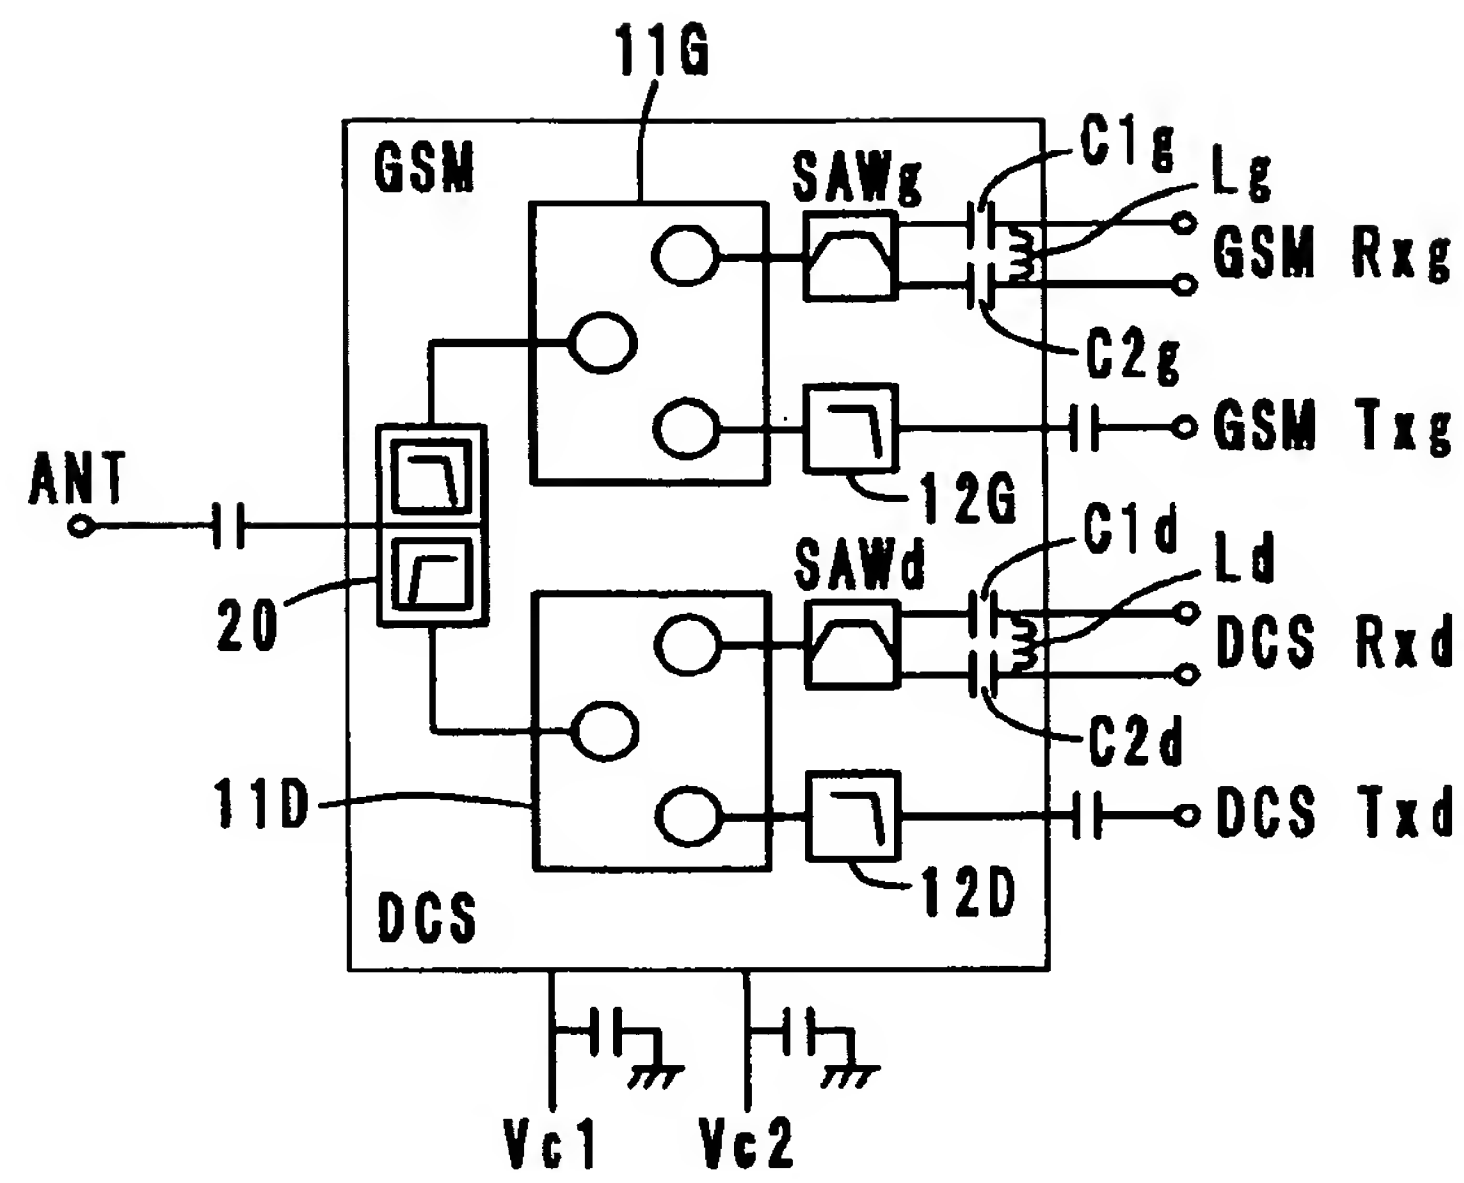 11G
GSM
SAWg
C1g
Lg
GSM Rxg
C2g
GSM Txg
12G
ANT
20
SAWd
C1d
Ld
DCS Rxd
C2d
11D
DCS Txd
12D
DCS
Vc1
Vc2